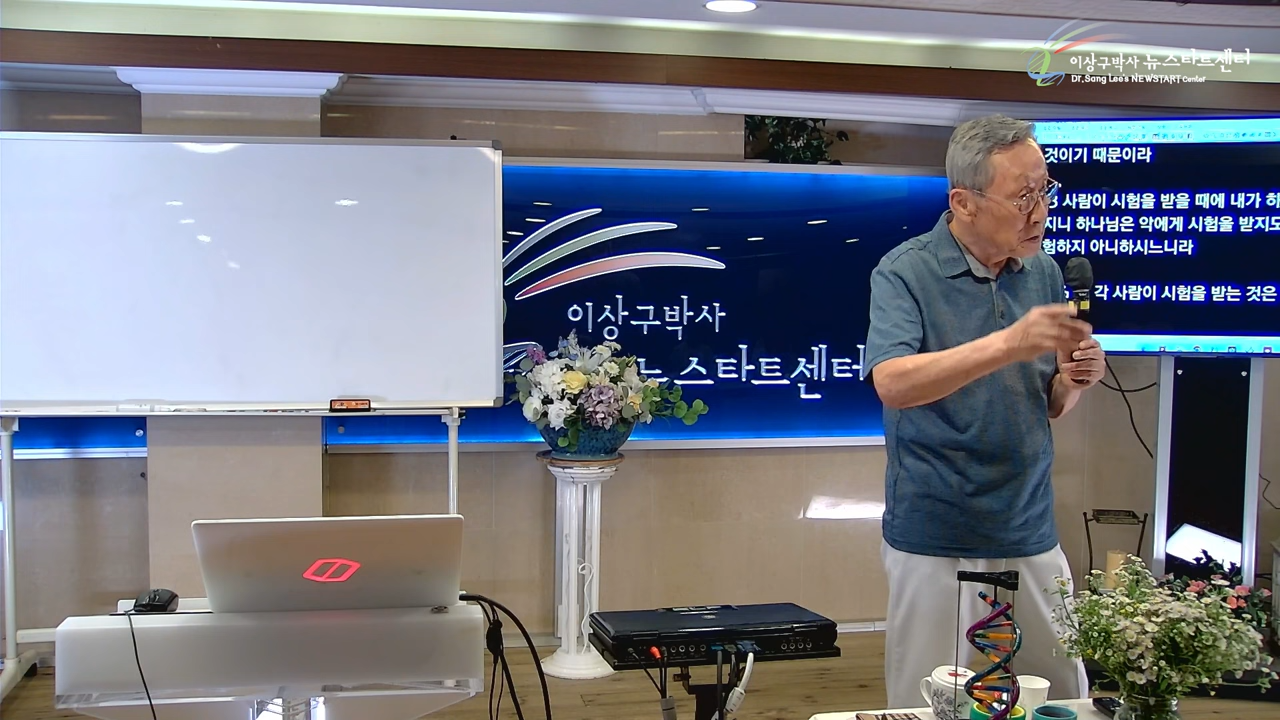 이상구박사 뉴스타트센터
Dr. Sang Lee's NEWSTART Center
것이기 때문이라
사람이 시험을 받을 때에 내가 하
지니 하나님은 악에게 시험을 받지도
험하지 아니하시느니라
각 사람이 시험을 받는 것은
이상구박사
뉴스타트센터